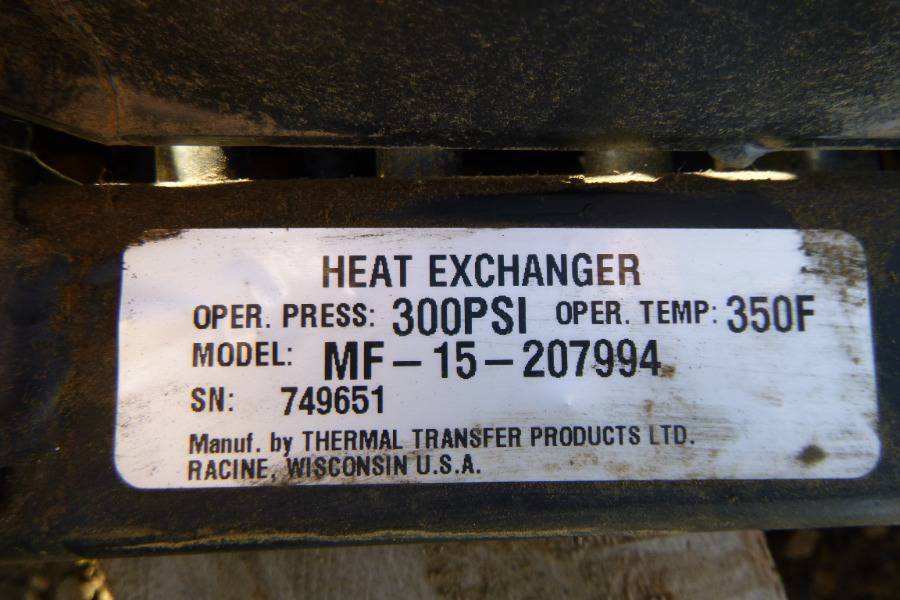 HEAT EXCHANGER
OPER. PRESS: 300PSI OPER. TEMP: 350F
MODEL: MF-15-207994
SN: 749651
Manuf. by THERMAL TRANSFER PRODUCTS LTD.
RACINE, WISCONSIN U.S.A.